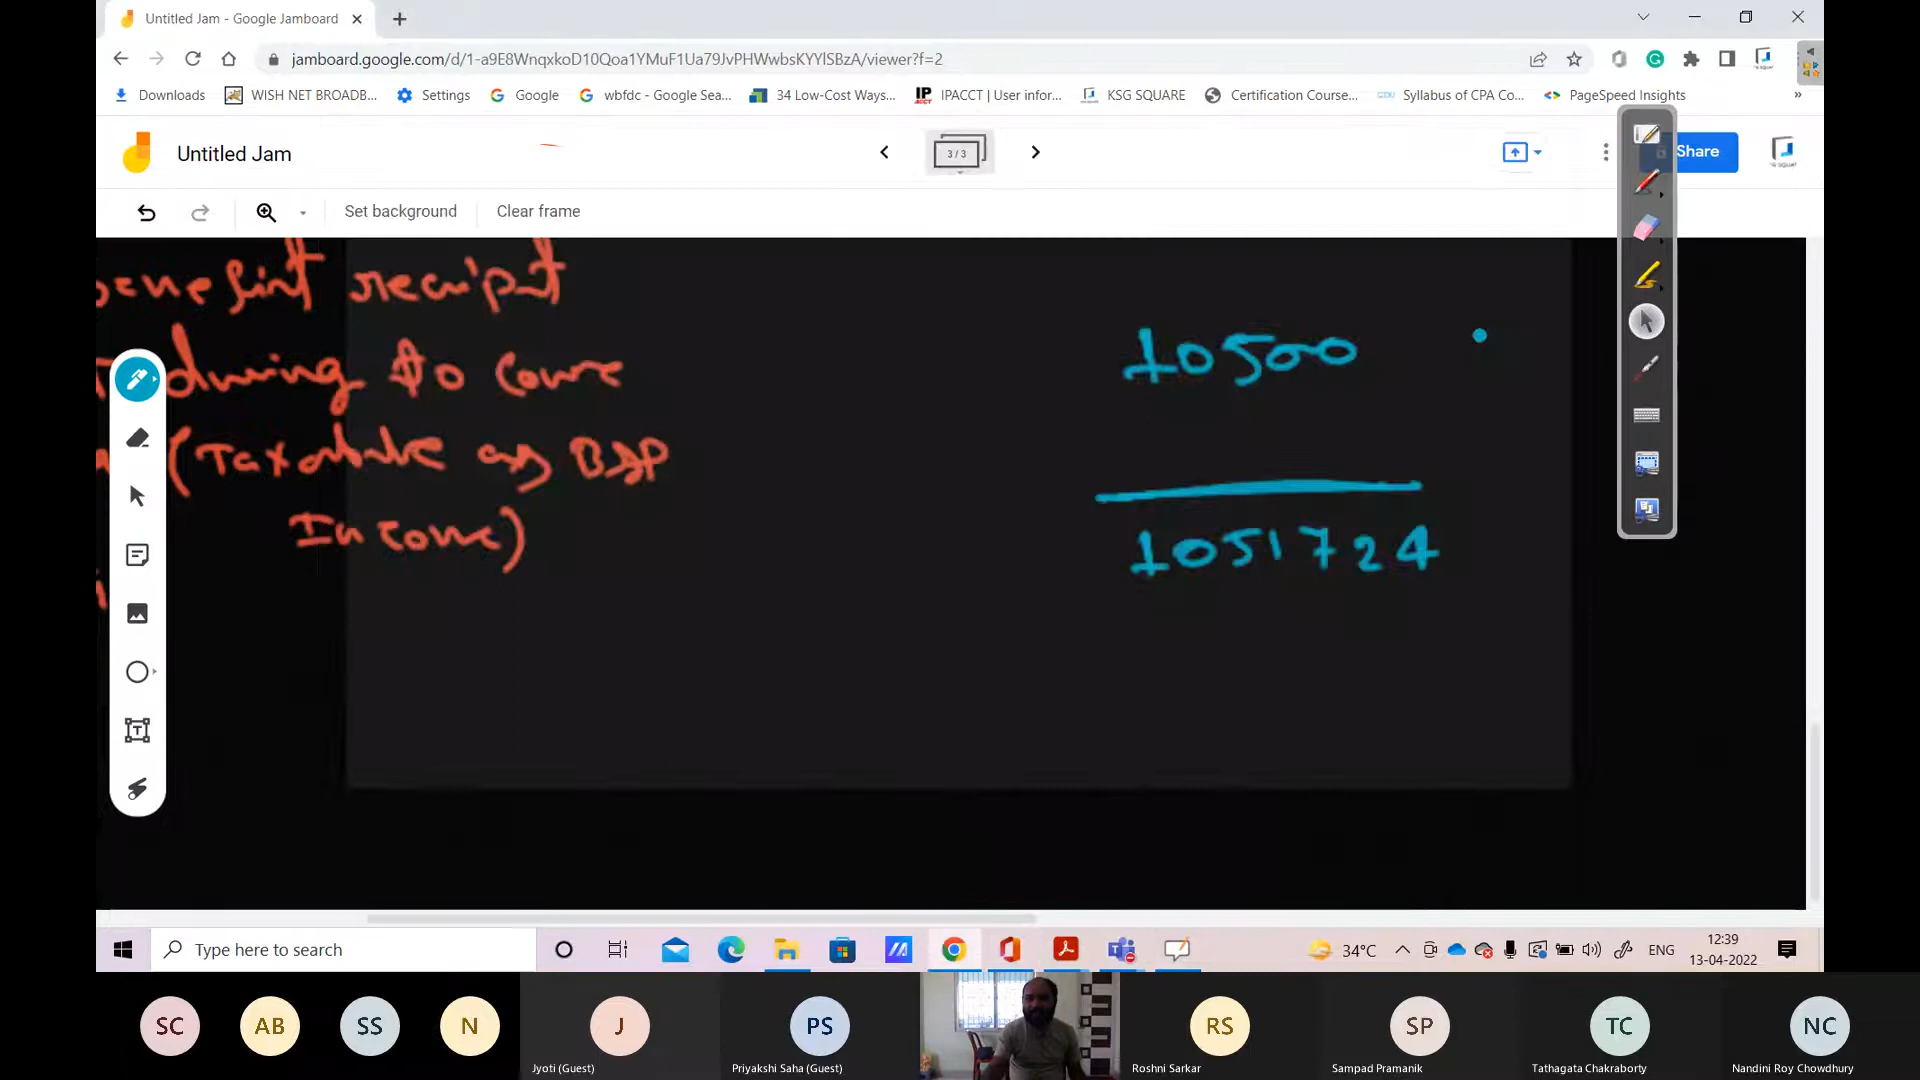 Untitled Jam - Google Jamboard
jamboard.google.com/d/1-a9E8WnqxkoD10Qoa1YMuF1Ua79JvPHWwbsKYYlSBzA/viewer?f=2
Downloads WISH NET BROADB... Settings Google wbfdc - Google Sea... 34 Low-Cost Ways... IPACCT | User infor... KSG SQUARE Certification Course... Syllabus of CPA Co... PageSpeed Insights »
Untitled Jam
3 / 3
Share
Set background Clear frame
receipt
during to
(Taxable as
Income)
10500
1051724
Type here to search
34°C
ENG
12:39
13-04-2022
SC AB SS N J PS RS SP TC NC
Jyoti (Guest) Priyakshi Saha (Guest) Roshni Sarkar Sampad Pramanik Tathagata Chakraborty Nandini Roy Chowdhury